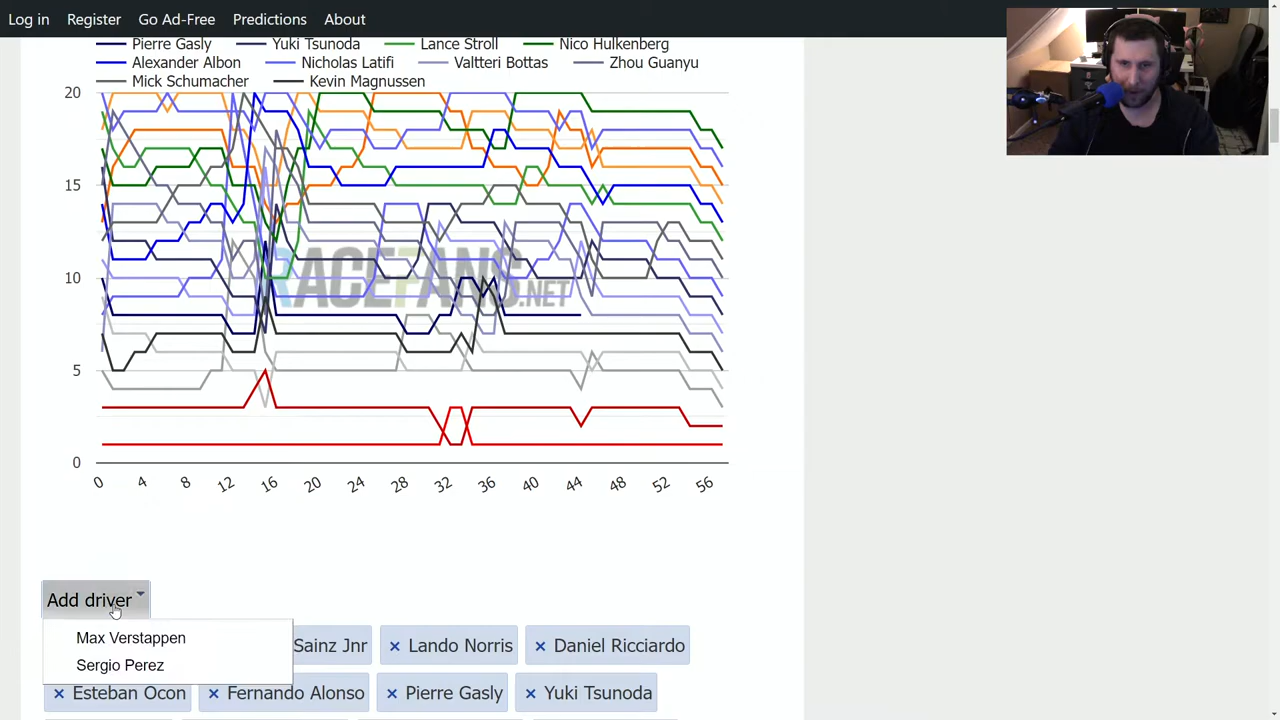 Log in Register Go Ad-Free Predictions About
Pierre Gasly Yuki Tsunoda Lance Stroll Nico Hulkenberg
Alexander Albon Nicholas Latifi Valtteri Bottas Zhou Guanyu
Mick Schumacher Kevin Magnussen
20
15
10
5
0
RACEFANS.NET
0 4 8 12 16 20 24 28 32 36 40 44 48 52 56
Add driver
Max Verstappen
Sergio Perez
Sainz Jnr × Lando Norris × Daniel Ricciardo
× Esteban Ocon × Fernando Alonso × Pierre Gasly × Yuki Tsunoda